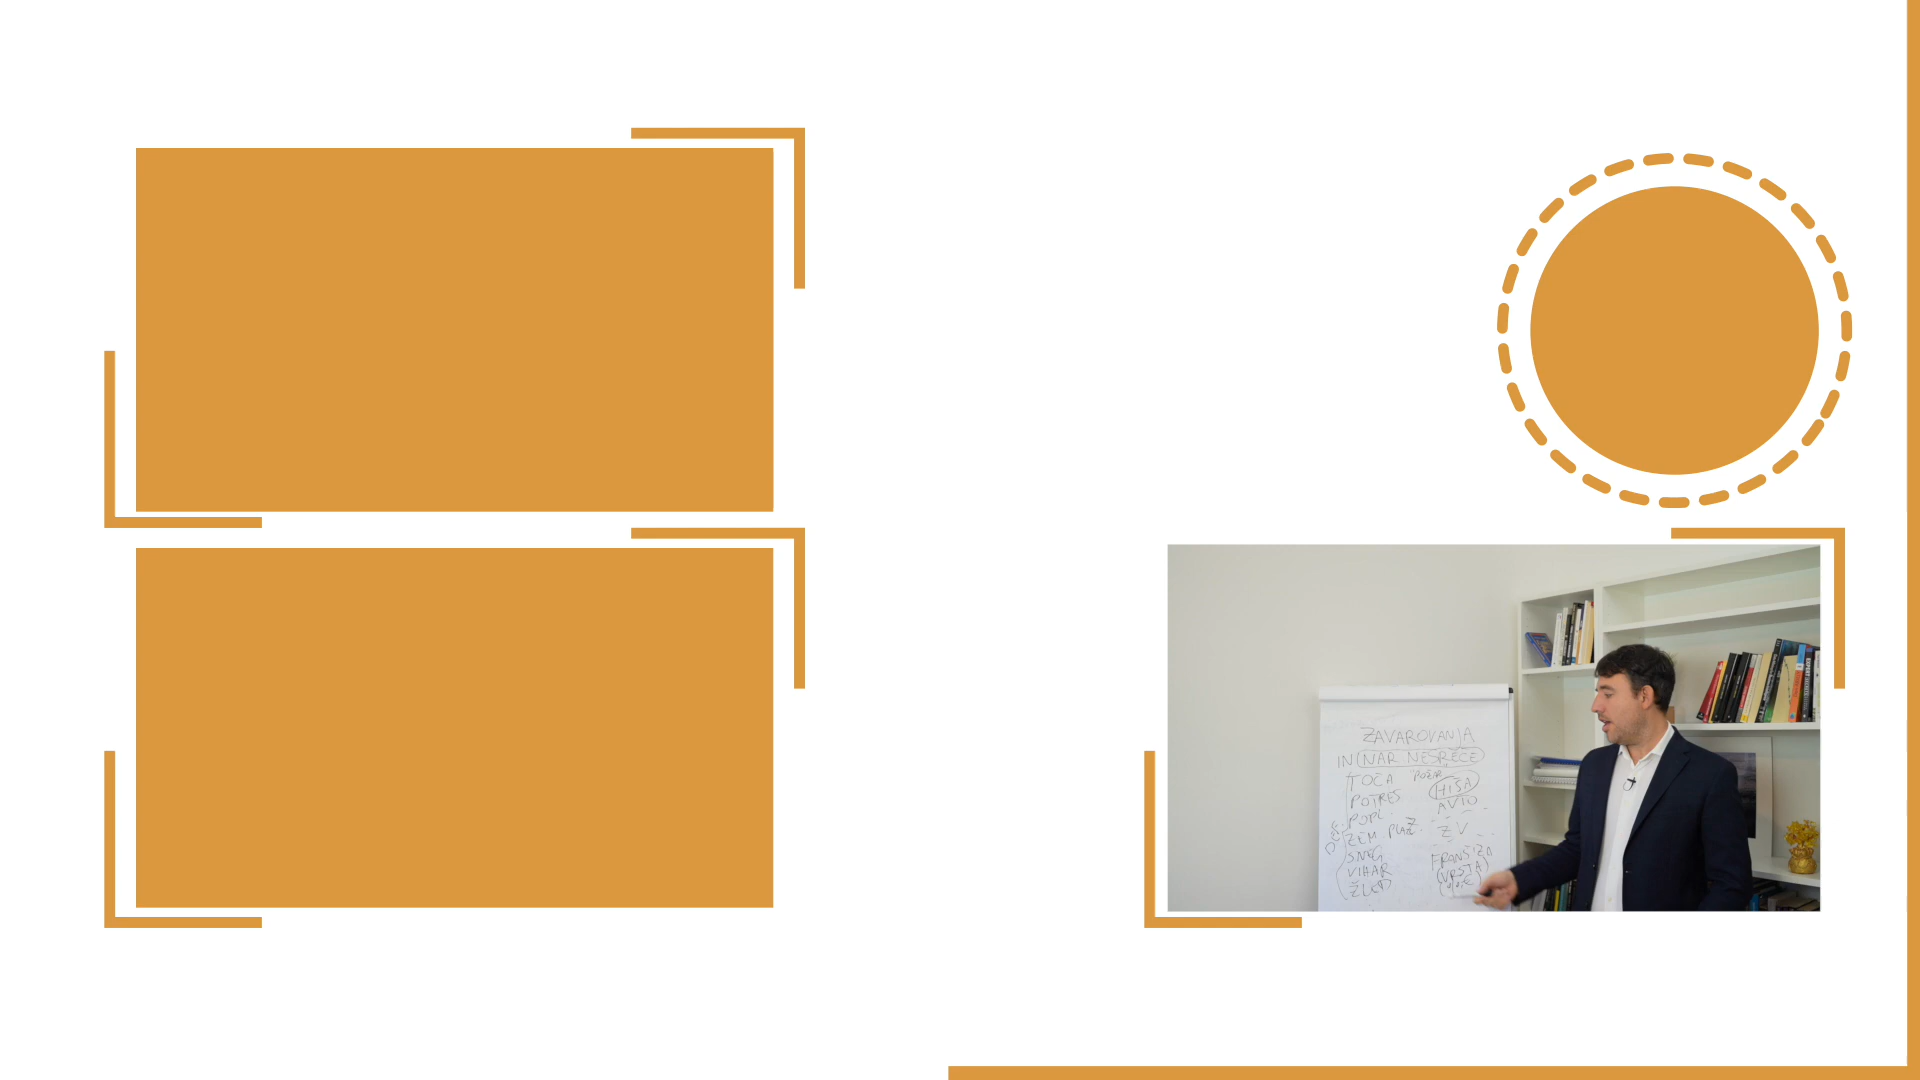 ZAVAROVANJA
IN NAR NESREČE
TOČA "POŽAR"
HIŠA
POTRES AVTO
POPL.
ZEM PLAZ. ŽV
SNEG FRANŠIZA
VIHAR (VRSTA)
ŽLED